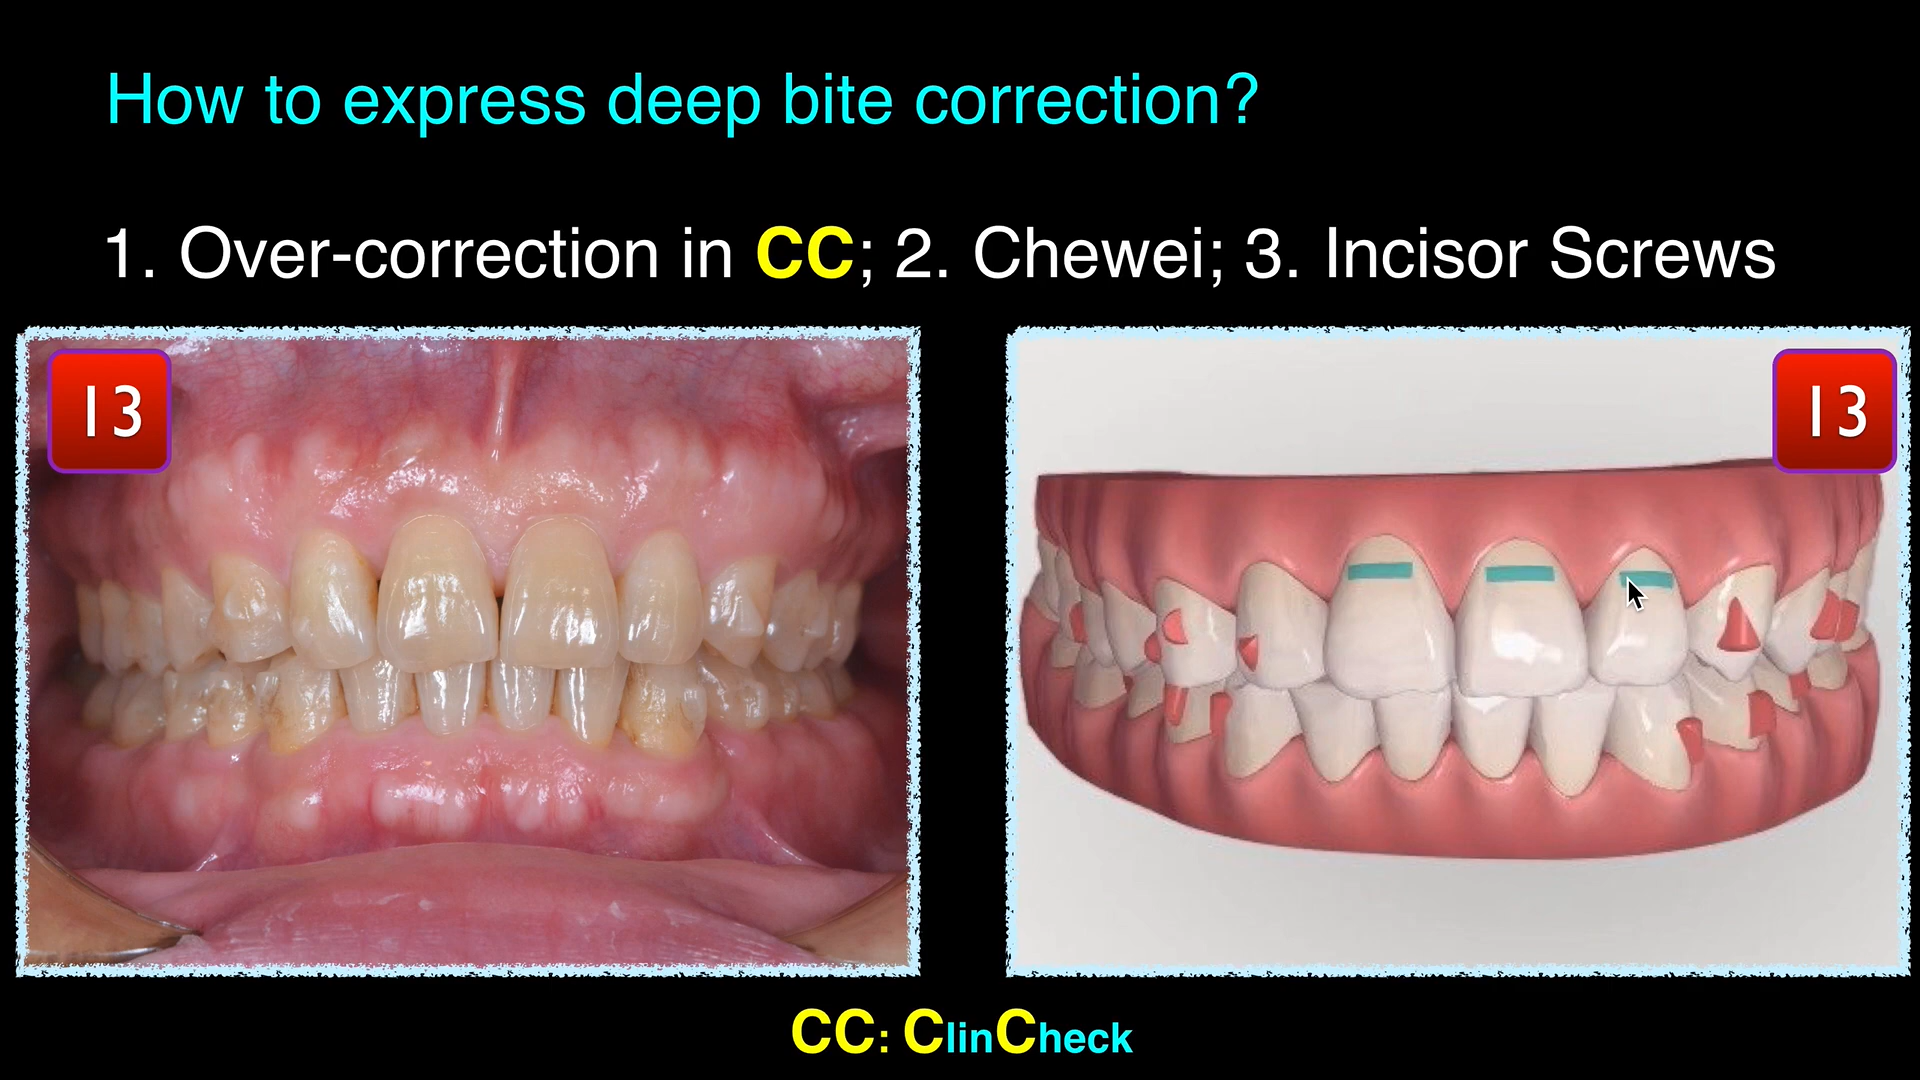 How to express deep bite correction?
1. Over-correction in CC; 2. Chewei; 3. Incisor Screws
13
13
CC: ClinCheck